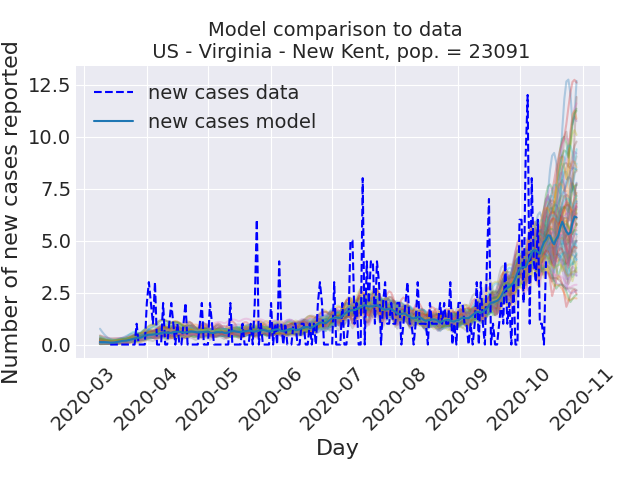 Model comparison to data
US - Virginia - New Kent, pop. = 23091
Number of new cases reported
12.5
10.0
7.5
5.0
2.5
0.0
new cases data
new cases model
2020-03
2020-04
2020-05
2020-06
2020-07
2020-08
2020-09
2020-10
2020-11
Day